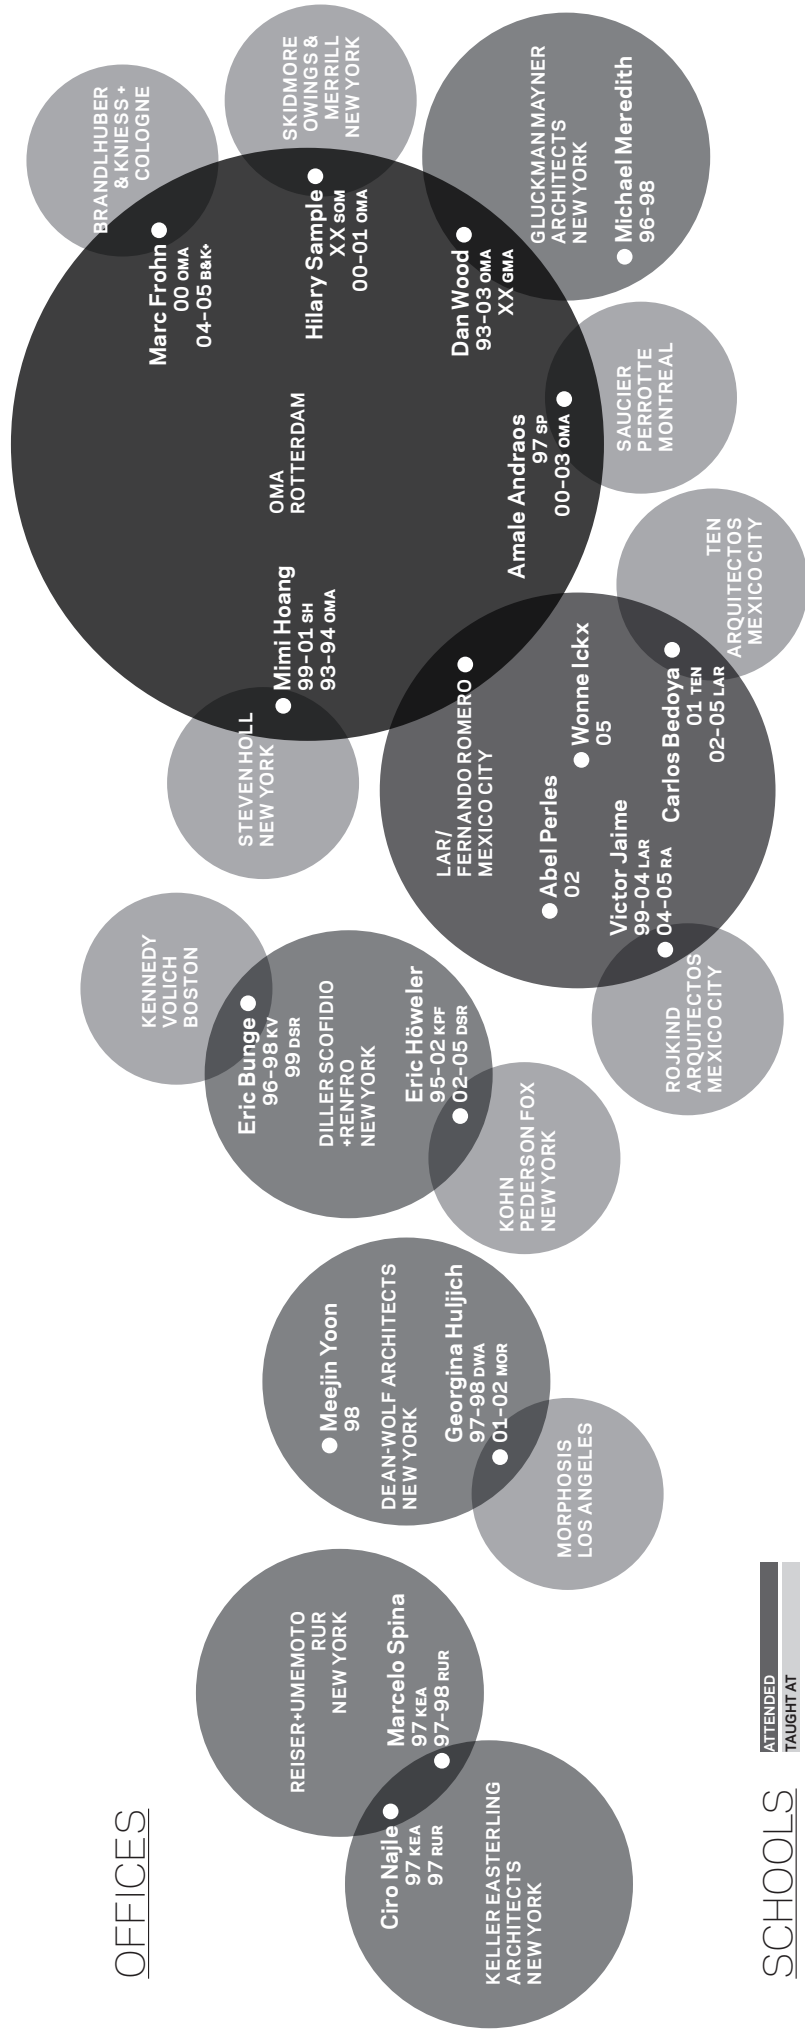 OFFICES
Ciro Najle
97 KEA
97 RUR
KELLER EASTERLING
ARCHITECTS
NEW YORK
REISER+UMEMOTO
RUR
NEW YORK
Marcelo Spina
97 KEA
97-98 RUR
Meejin Yoon
98
DEAN-WOLF ARCHITECTS
NEW YORK
Georgina Huljich
97-98 DWA
01-02 MOR
MORPHOSIS
LOS ANGELES
KENNEDY
VOLICH
BOSTON
Eric Bunge
96-98 KV
99 DSR
DILLER SCOFIDIO
+RENFRO
NEW YORK
Eric Höweler
95-02 KPF
02-05 DSR
KOHN
PEDERSON FOX
NEW YORK
STEVEN HOLL
NEW YORK
Mimi Hoang
99-01 SH
93-94 OMA
LAR/
FERNANDO ROMERO
MEXICO CITY
Abel Perles
02
Wonne Ickx
05
Victor Jaime
99-04 LAR
04-05 RA
Carlos Bedoya
01 TEN
02-05 LAR
ROJKIND
ARQUITECTOS
MEXICO CITY
TEN
ARQUITECTOS
MEXICO CITY
OMA
ROTTERDAM
BRANDLHUBER
& KNIESS +
COLOGNE
Marc Frohn
00 OMA
04-05 B&K+
SKIDMORE
OWINGS &
MERRILL
NEW YORK
Hilary Sample
XX SOM
00-01 OMA
Dan Wood
93-03 OMA
XX GMA
Amale Andraos
97 SP
00-03 OMA
SAUCIER
PERROTTE
MONTREAL
GLUCKMAN MAYNER
ARCHITECTS
NEW YORK
Michael Meredith
96-98
SCHOOLS
ATTENDED
TAUGHT AT